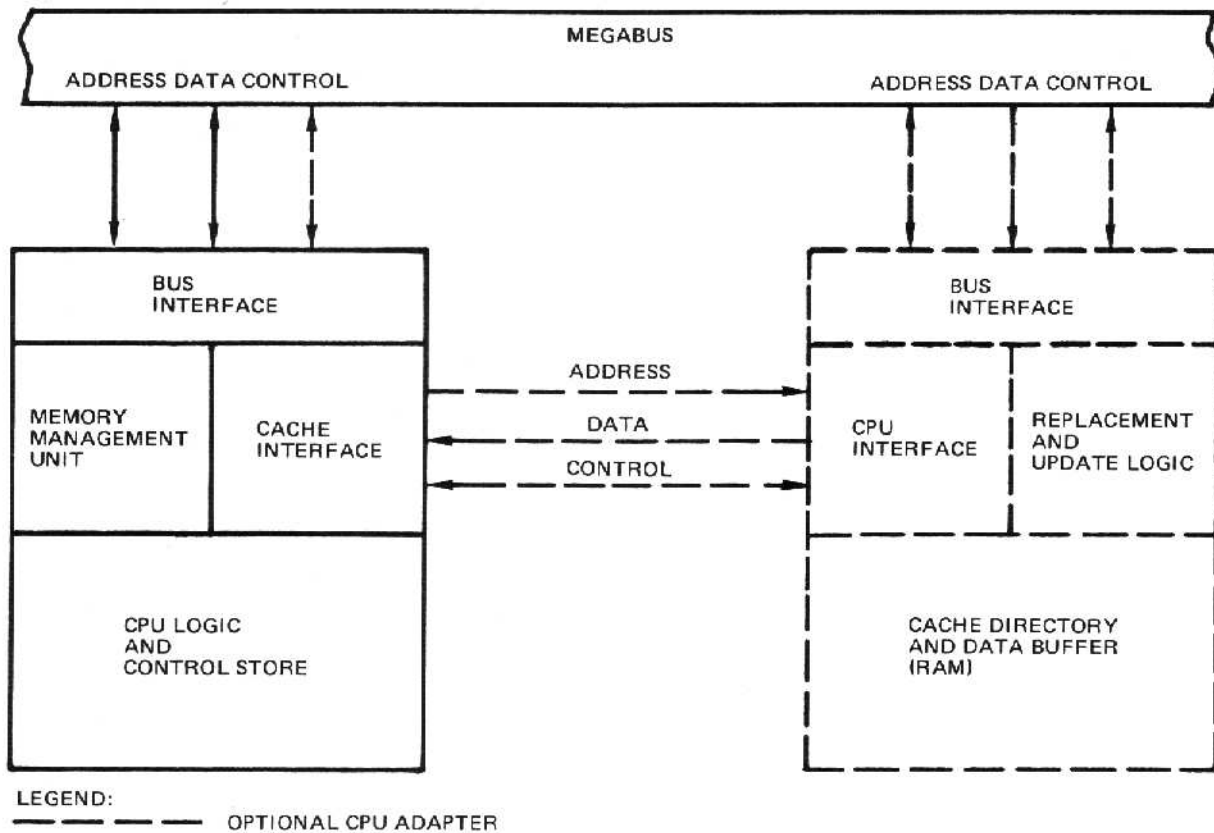 MEGABUS
ADDRESS DATA CONTROL
ADDRESS DATA CONTROL
BUS
INTERFACE
MEMORY
MANAGEMENT
UNIT
CACHE
INTERFACE
CPU LOGIC
AND
CONTROL STORE
ADDRESS
DATA
CONTROL
BUS
INTERFACE
CPU
INTERFACE
REPLACEMENT
AND
UPDATE LOGIC
CACHE DIRECTORY
AND DATA BUFFER
(RAM)
LEGEND:
OPTIONAL CPU ADAPTER